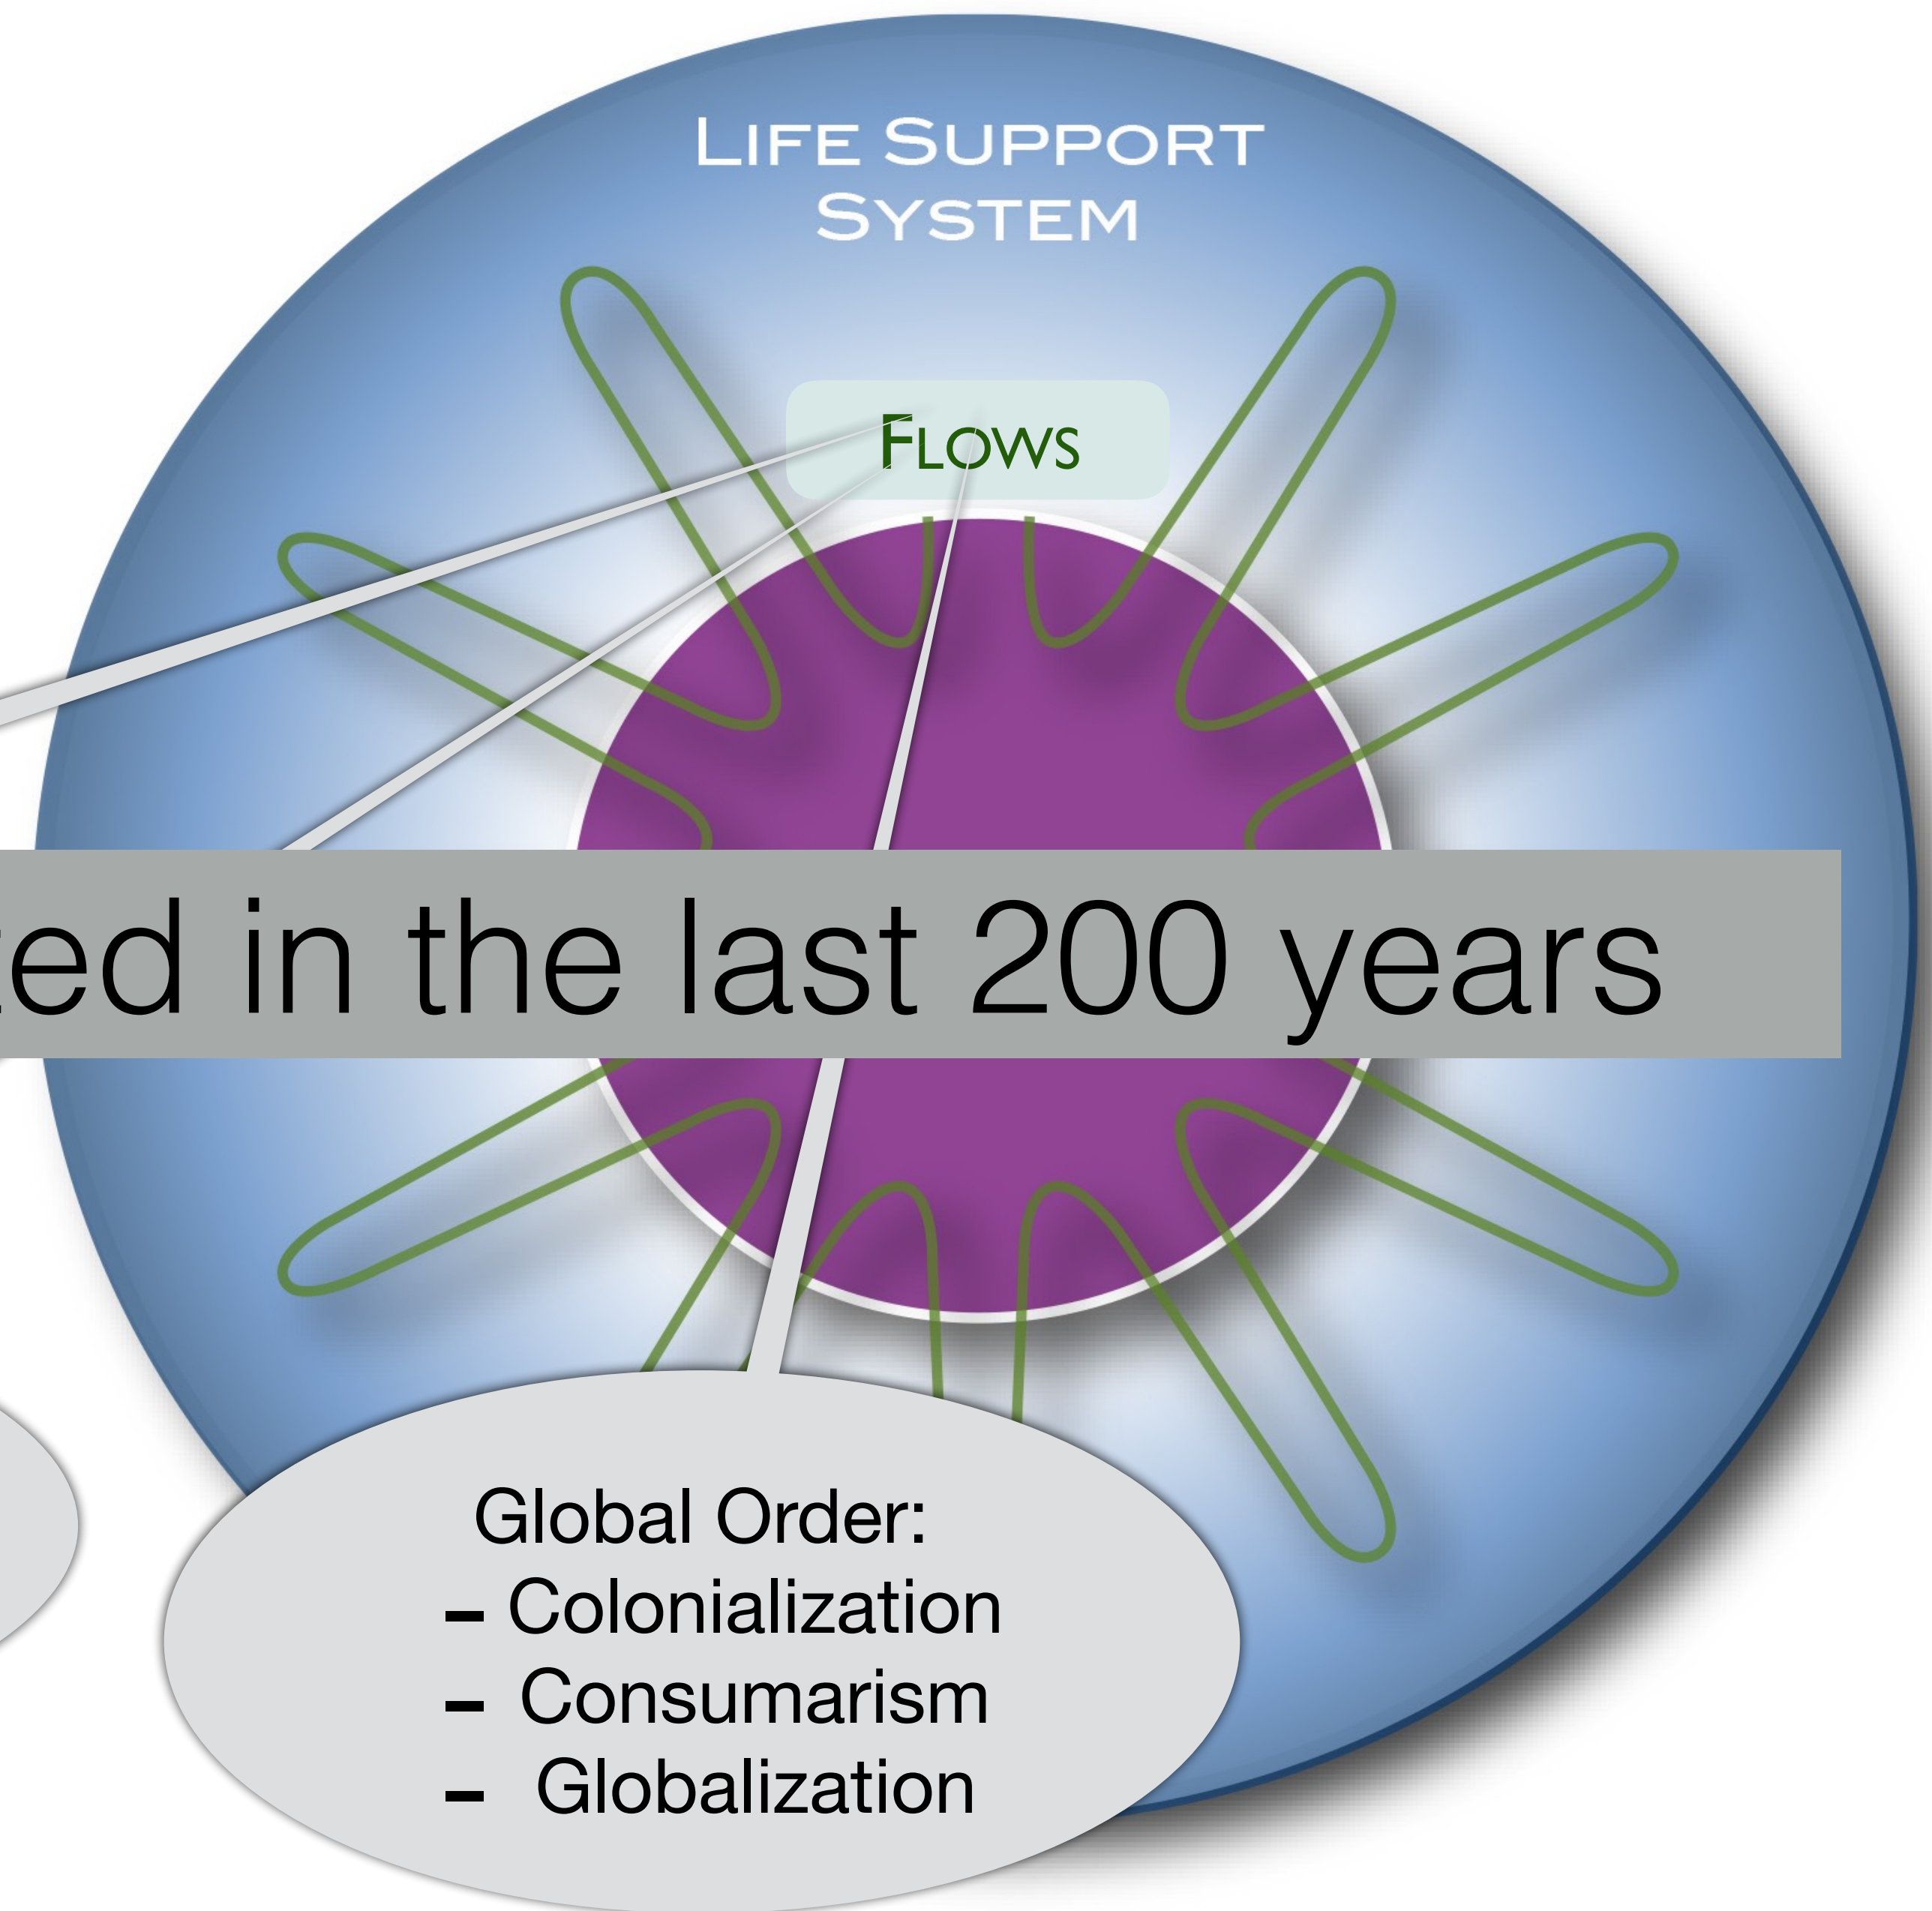 LIFE SUPPORT
SYSTEM
FLOWS
ed in the last 200 years
Global Order:
- Colonialization
- Consumarism
- Globalization